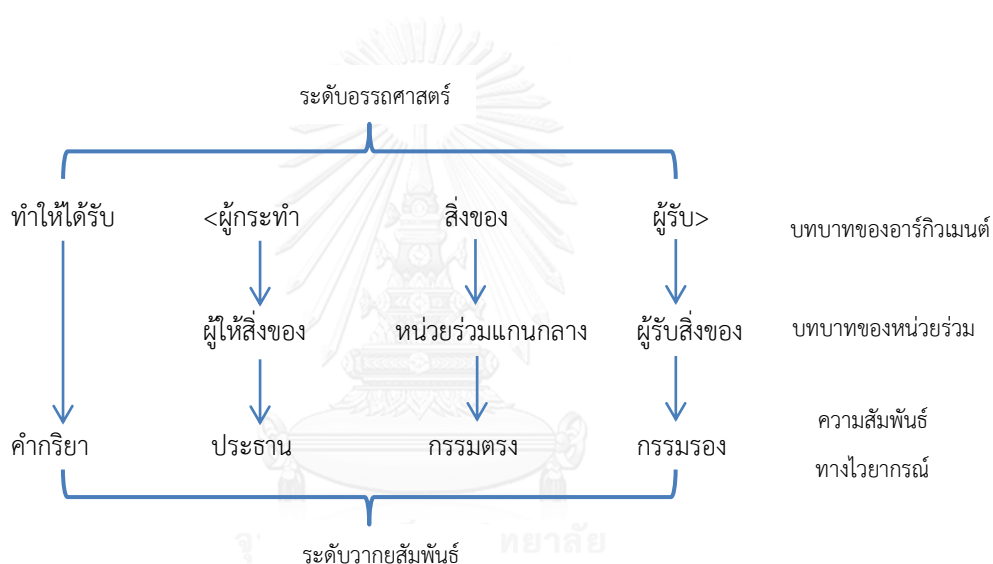 ระดับอรรถศาสตร์
ทำให้ได้รับ <ผู้กระทำ สิ่งของ ผู้รับ> บทบาทของอาร์กิวเมนต์
ผู้ให้สิ่งของ หน่วยร่วมแกนกลาง ผู้รับสิ่งของ บทบาทของหน่วยร่วม
ความสัมพันธ์
คำกริยา ประธาน กรรมตรง กรรมรอง
ทางไวยากรณ์
ระดับวากยสัมพันธ์
ทยาลัย